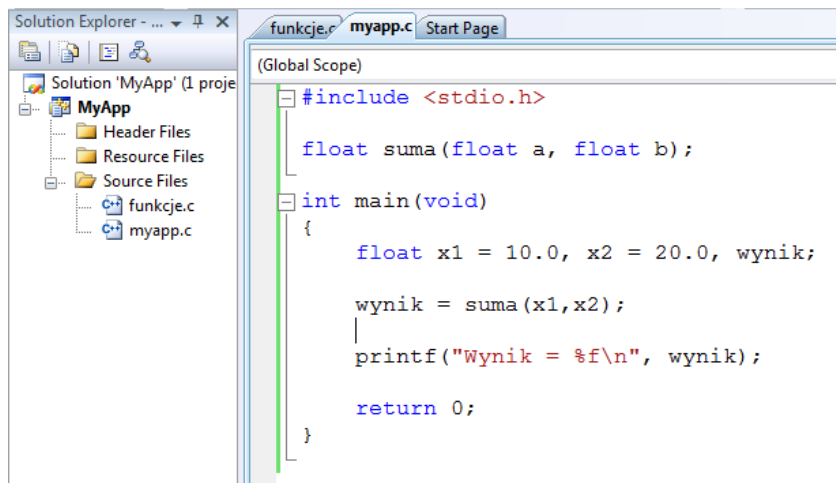 Solution Explorer - ...
Solution 'MyApp' (1 proje
MyApp
Header Files
Resource Files
Source Files
funkcje.c
myapp.c
funkcje.c myapp.c Start Page
(Global Scope)
#include <stdio.h>
float suma(float a, float b);
int main(void)
{
    float x1 = 10.0, x2 = 20.0, wynik;
    wynik = suma(x1,x2);
    printf("Wynik = %f\n", wynik);
    return 0;
}